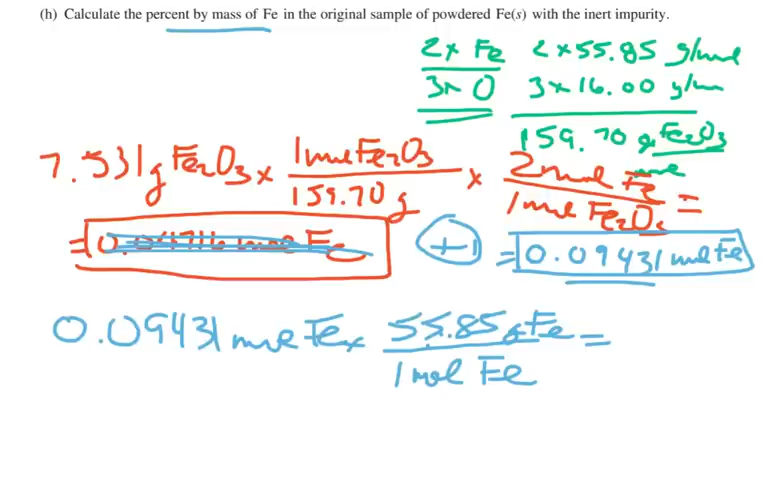 (h) Calculate the percent by mass of Fe in the original sample of powdered Fe(s) with the inert impurity.
2 x Fe 2 x 55.85 g/mol
3 x O 3 x 16.00 g/m
159.70 g Fe₂O₃
mol
7.531 g Fe₂O₃ x 1 mol Fe₂O₃ / 159.70 g x 2 mol Fe / 1 mol Fe₂O₃ =
= Fe +1 = 0.09431 mol Fe
0.09431 mol Fe x 55.85 g Fe / 1 mol Fe =